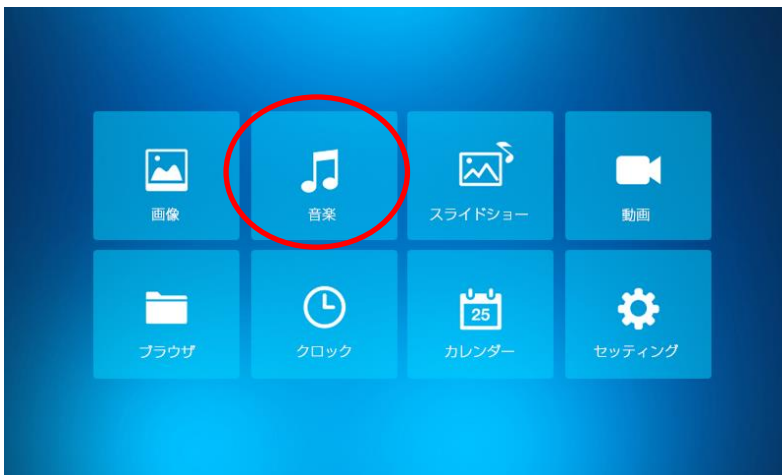 画像
音楽
スライドショー
動画
ブラウザ
クロック
25
カレンダー
セッティング